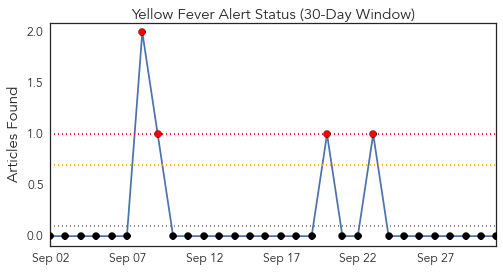 Yellow Fever Alert Status (30-Day Window)
Articles Found
2.0
1.5
1.0
0.5
0.0
Sep 02 Sep 07 Sep 12 Sep 17 Sep 22 Sep 27